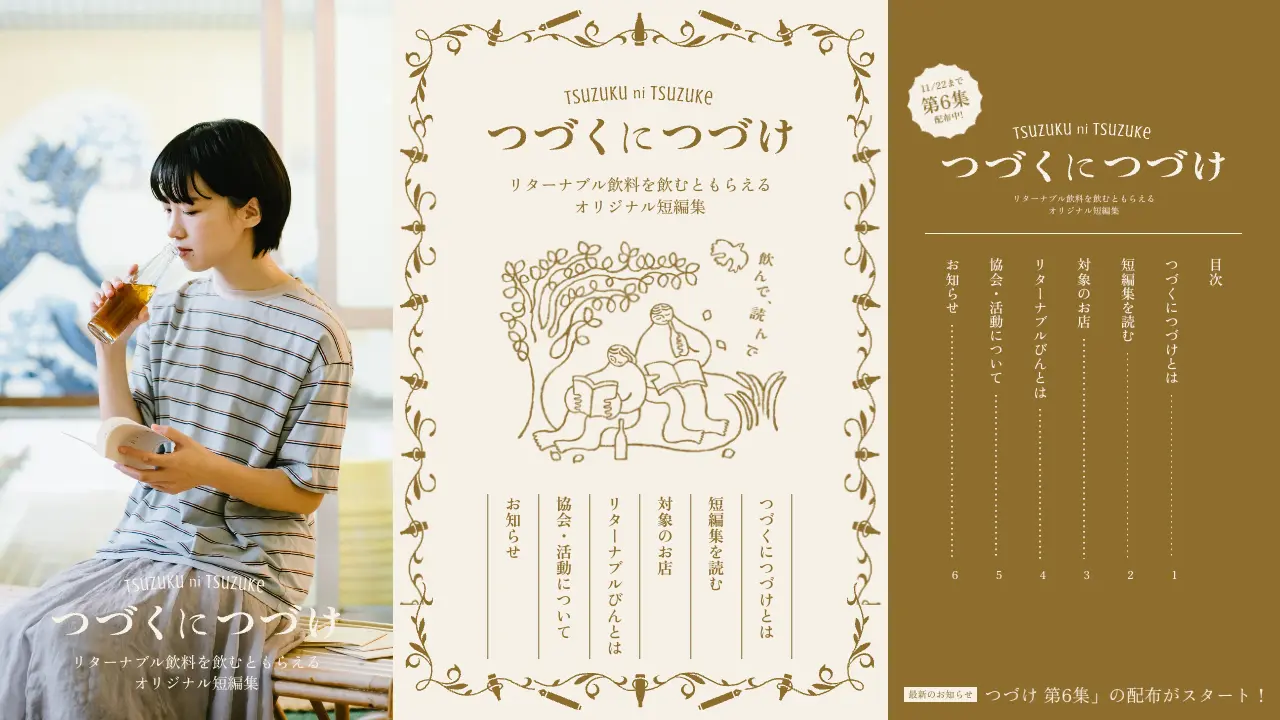 TSUZUKU ni TSUZUKe
つづくにつづけ
リターナブル飲料を飲むともらえる
オリジナル短編集
TSUZUKU ni TSUZUKe
つづくにつづけ
リターナブル飲料を飲むともらえる
オリジナル短編集
飲んで、読んで
つづくにつづけとは
短編集を読む
対象のお店
リターナブルびんとは
協会・活動について
お知らせ
11/22まで
第6集
配布中!
TSUZUKU ni TSUZUKe
つづくにつづけ
リターナブル飲料を飲むともらえる
オリジナル短編集
目次
つづくにつづけとは 1
短編集を読む 2
対象のお店 3
リターナブルびんとは 4
協会・活動について 5
お知らせ 6
最新のお知らせ
つづけ 第6集」の配布がスタート！